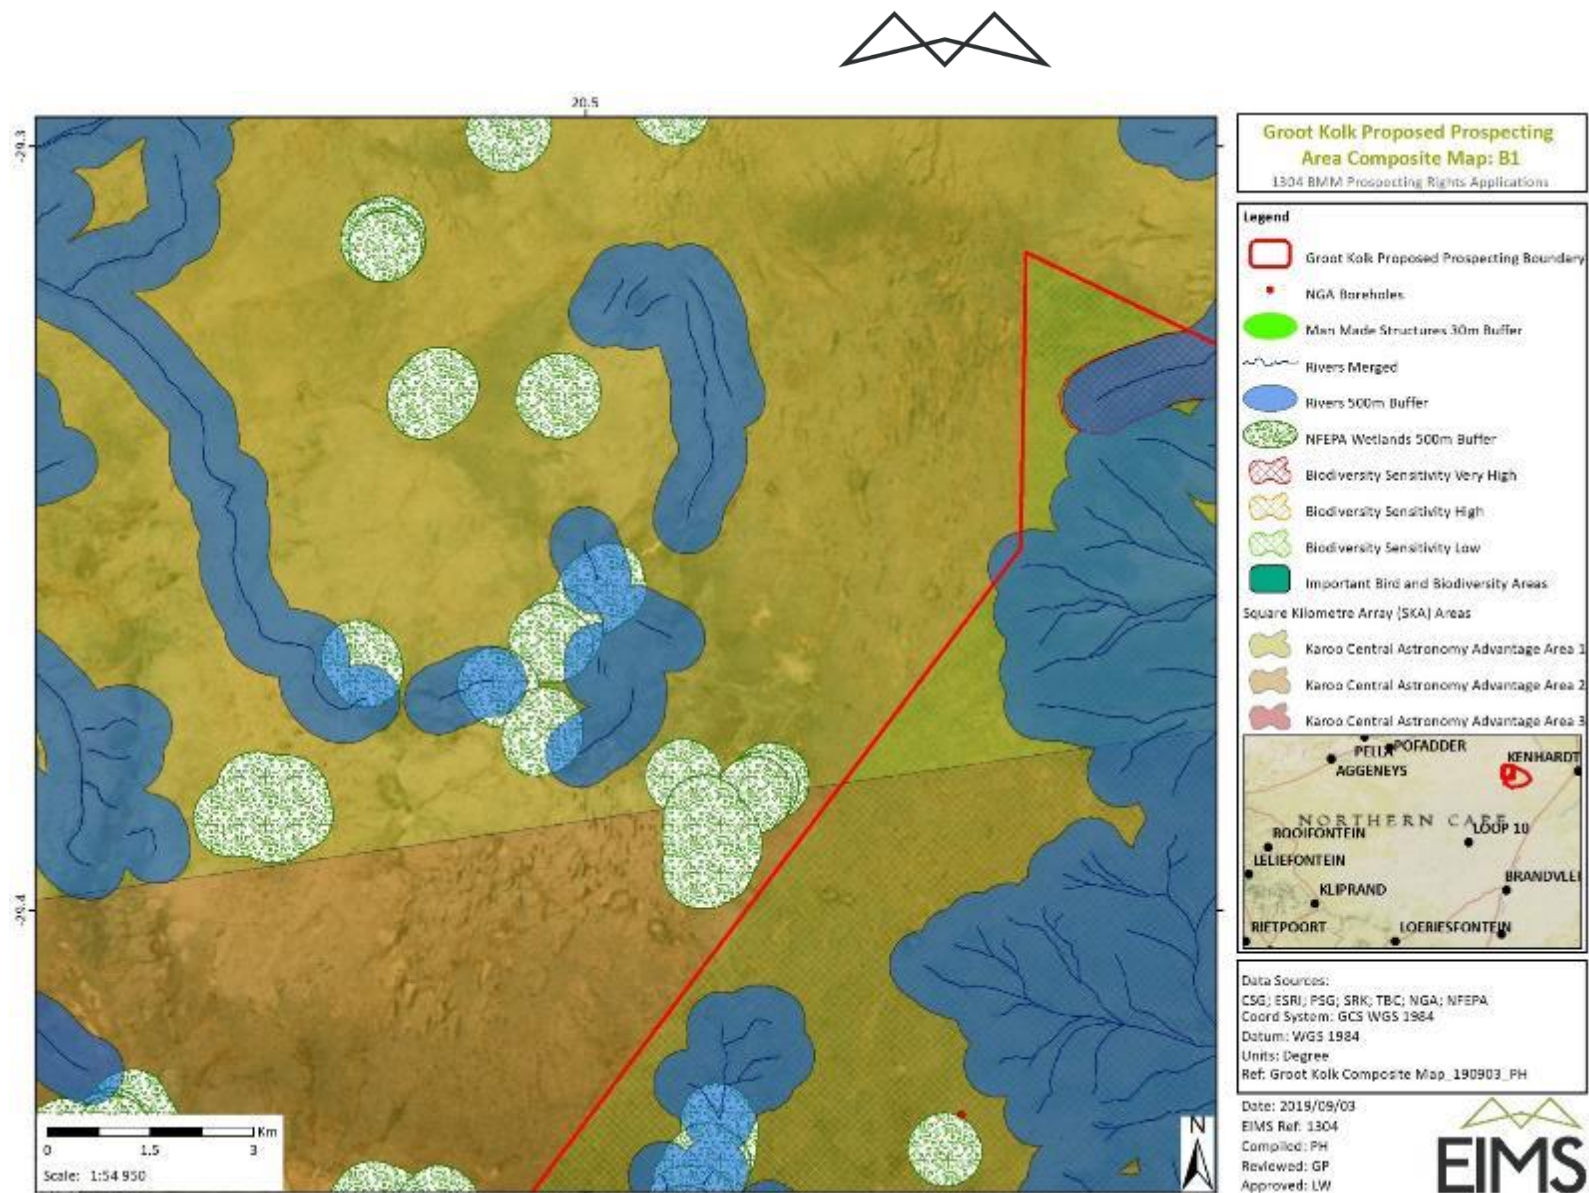 20.5
-29.3
-29.4
Km
0 1.5 3
Scale: 1:54 950
N
Groot Kolk Proposed Prospecting
Area Composite Map: B1
1304 BMM Prospecting Rights Applications
Legend
Groot Kolk Proposed Prospecting Boundary
NGA Boreholes
Man Made Structures 30m Buffer
Rivers Merged
Rivers 500m Buffer
NFEPA Wetlands 500m Buffer
Biodiversity Sensitivity Very High
Biodiversity Sensitivity High
Biodiversity Sensitivity Low
Important Bird and Biodiversity Areas
Square Kilometre Array (SKA) Areas
Karoo Central Astronomy Advantage Area 1
Karoo Central Astronomy Advantage Area 2
Karoo Central Astronomy Advantage Area 3
PELLA POFADDER
KENHARDT
AGGENEYS
NORTHERN CAPE
ROOIFONTEIN
LOOP 10
LELIEFONTEIN
KLIPRAND
BRANDVLEI
RIETPOORT
LOERIESFONTEIN
Data Sources:
CSG; ESRI; PSG; SRK; TBC; NGA; NFEPA
Coord System: GCS WGS 1984
Datum: WGS 1984
Units: Degree
Ref: Groot Kolk Composite Map_190903_PH
Date: 2019/09/03
EIMS Ref: 1304
Compiled: PH
Reviewed: GP
Approved: LW
EIMS